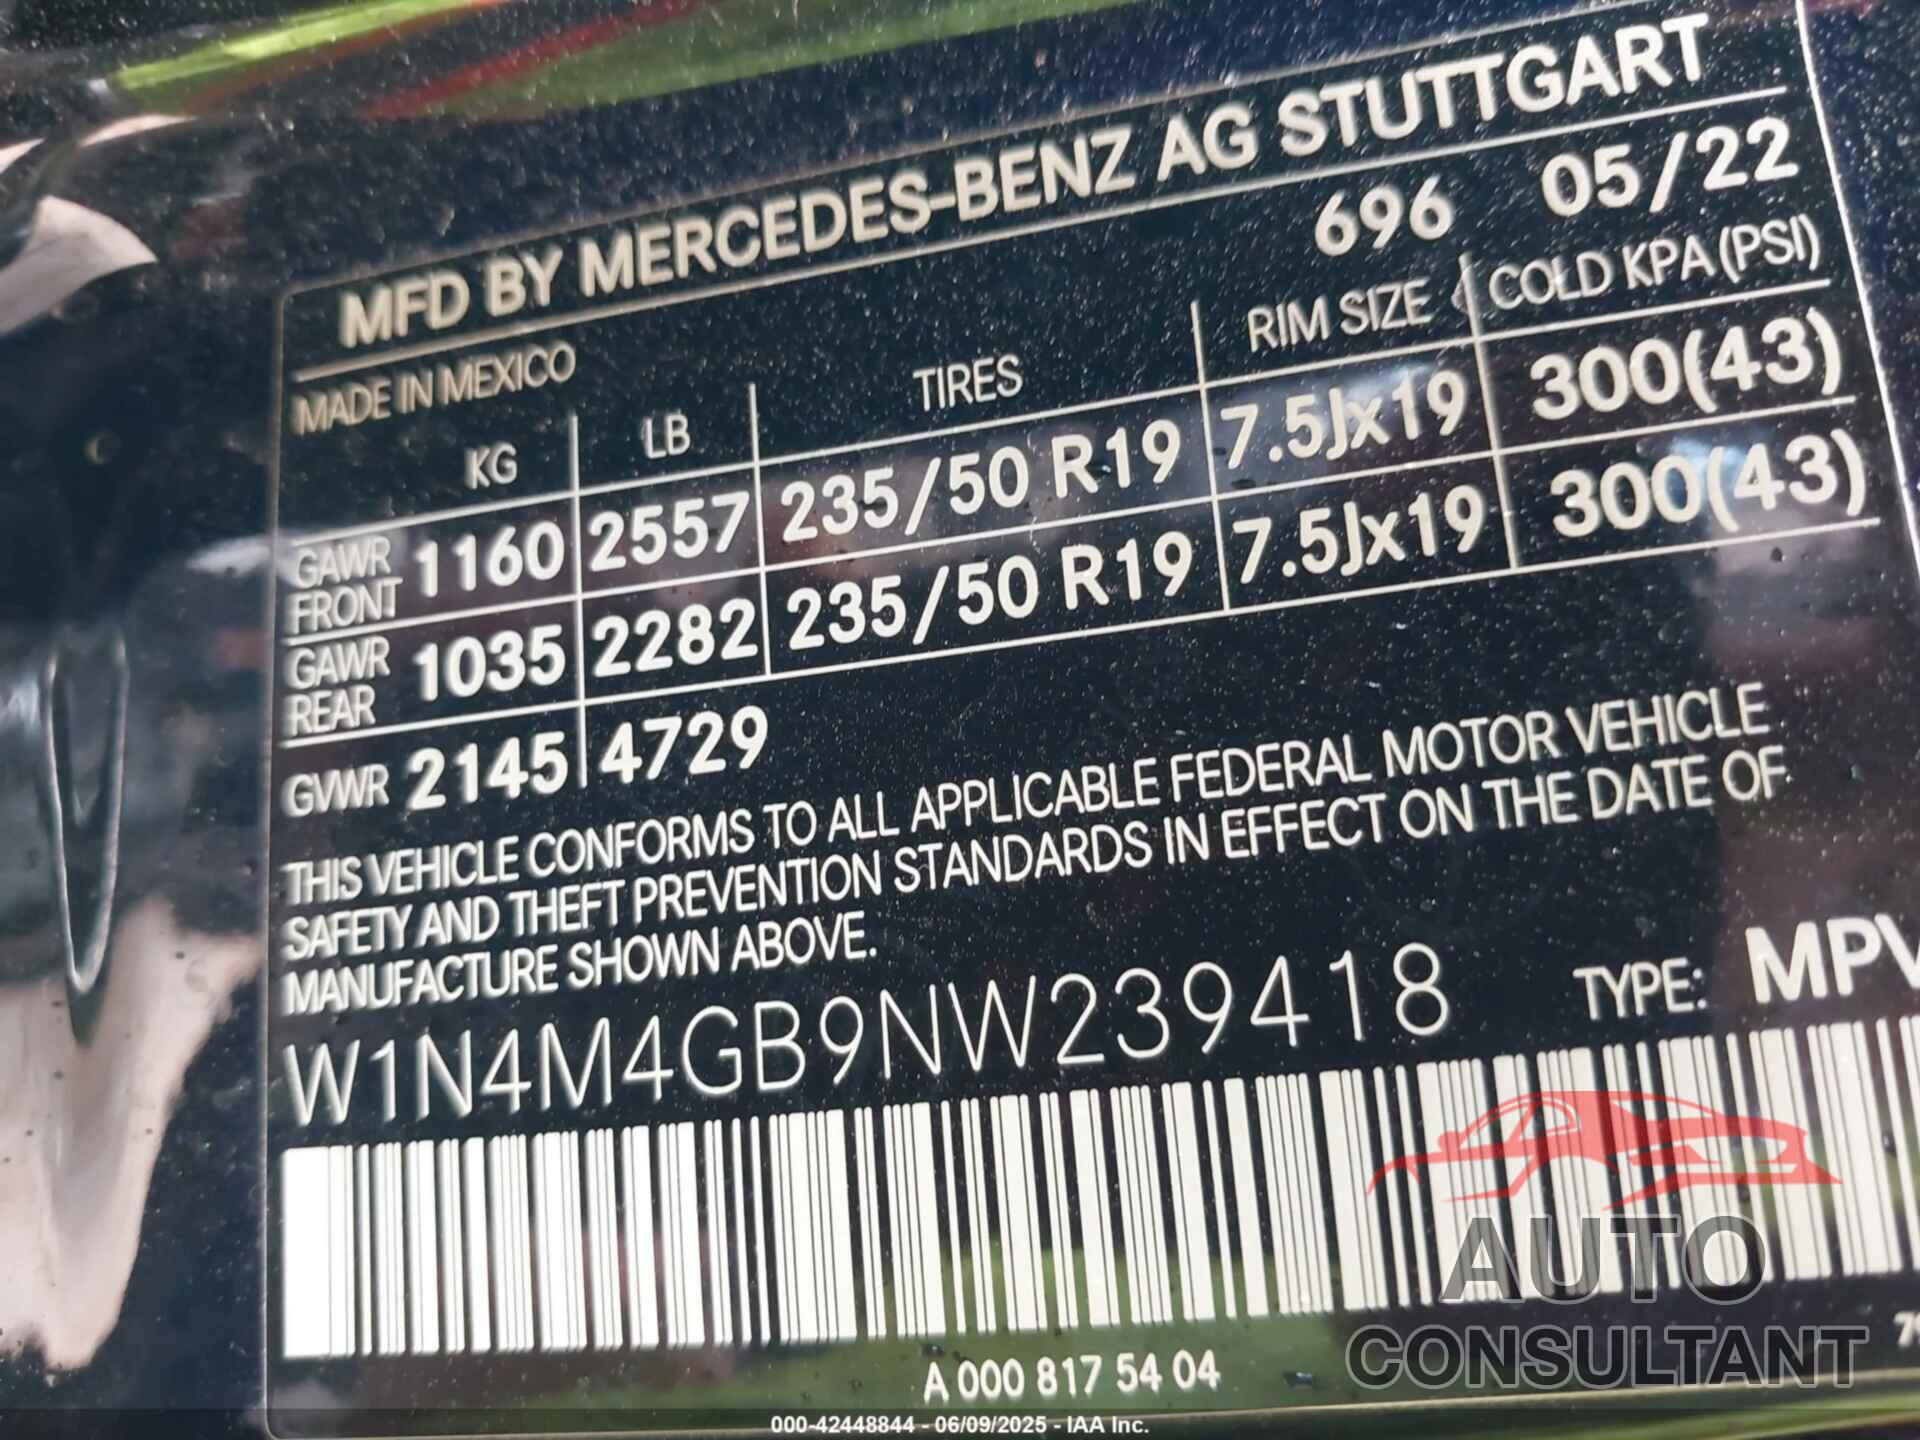 MFD BY MERCEDES-BENZ AG STUTTGART
MADE IN MEXICO 696 05/22
KG LB TIRES RIM SIZE COLD KPA (PSI)
GAWR FRONT 1160 2557 235/50 R19 7.5Jx19 300(43)
GAWR REAR 1035 2282 235/50 R19 7.5Jx19 300(43)
GVWR 2145 4729
THIS VEHICLE CONFORMS TO ALL APPLICABLE FEDERAL MOTOR VEHICLE
SAFETY AND THEFT PREVENTION STANDARDS IN EFFECT ON THE DATE OF
MANUFACTURE SHOWN ABOVE.
W1N4M4GB9NW239418 TYPE: MPV
AUTO
CONSULTANT
A 000 817 54 04
000-42448844 - 06/09/2025 - IAA Inc.